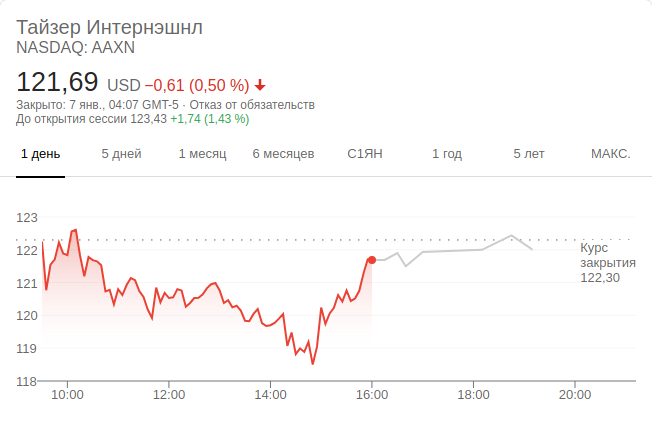 Тайзер Интернэшнл
NASDAQ: AAXN
121,69 USD −0,61 (0,50 %)
Закрыто: 7 янв., 04:07 GMT-5 · Отказ от обязательств
До открытия сессии 123,43 +1,74 (1,43 %)
1 день 5 дней 1 месяц 6 месяцев С1ЯН 1 год 5 лет МАКС.
123
122
121
120
119
118
Курс
закрытия
122,30
10:00 12:00 14:00 16:00 18:00 20:00